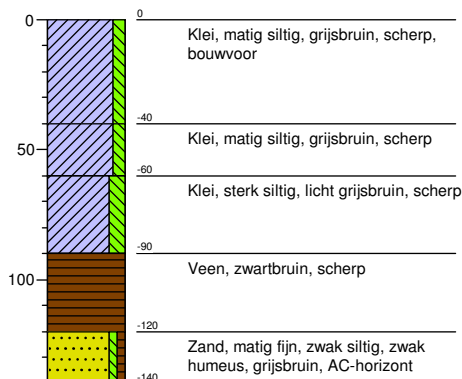 0
0
Klei, matig siltig, grijsbruin, scherp,
bouwvoor
-40
Klei, matig siltig, grijsbruin, scherp
50
-60
Klei, sterk siltig, licht grijsbruin, scherp
-90
Veen, zwartbruin, scherp
100
-120
Zand, matig fijn, zwak siltig, zwak
humeus, grijsbruin, AC-horizont
-140